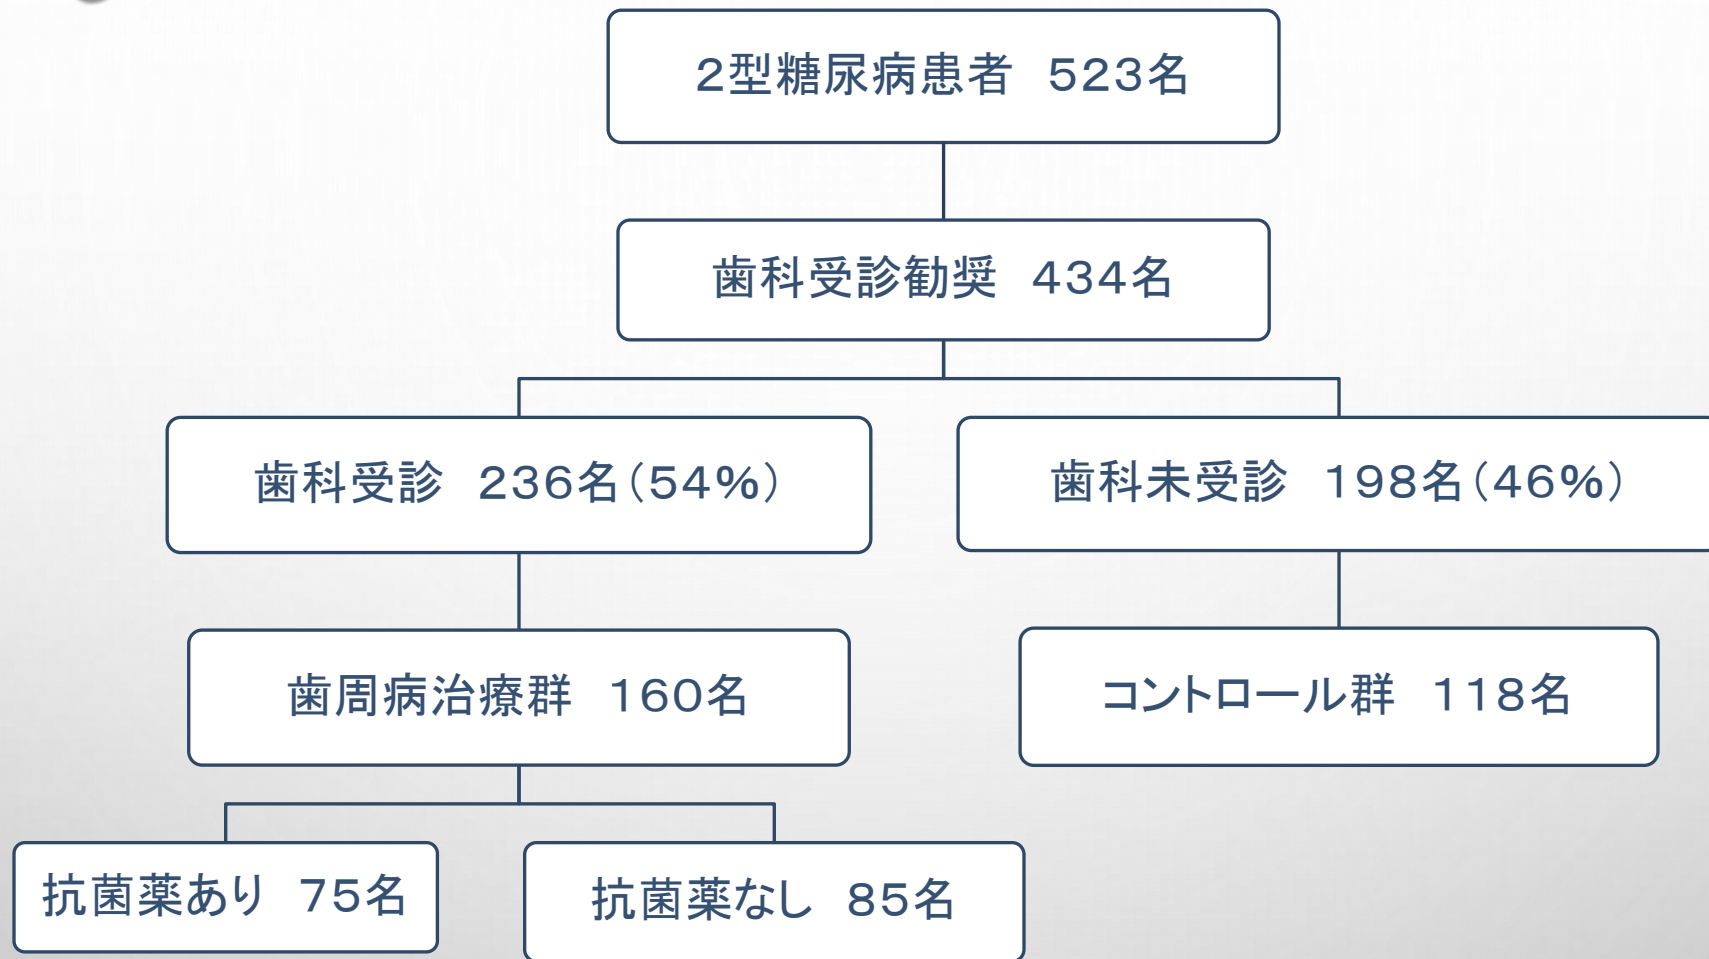 2型糖尿病患者　523名
歯科受診勧奨　434名
歯科受診　236名(54%)
歯科未受診　198名(46%)
歯周病治療群　160名
コントロール群　118名
抗菌薬あり　75名
抗菌薬なし　85名